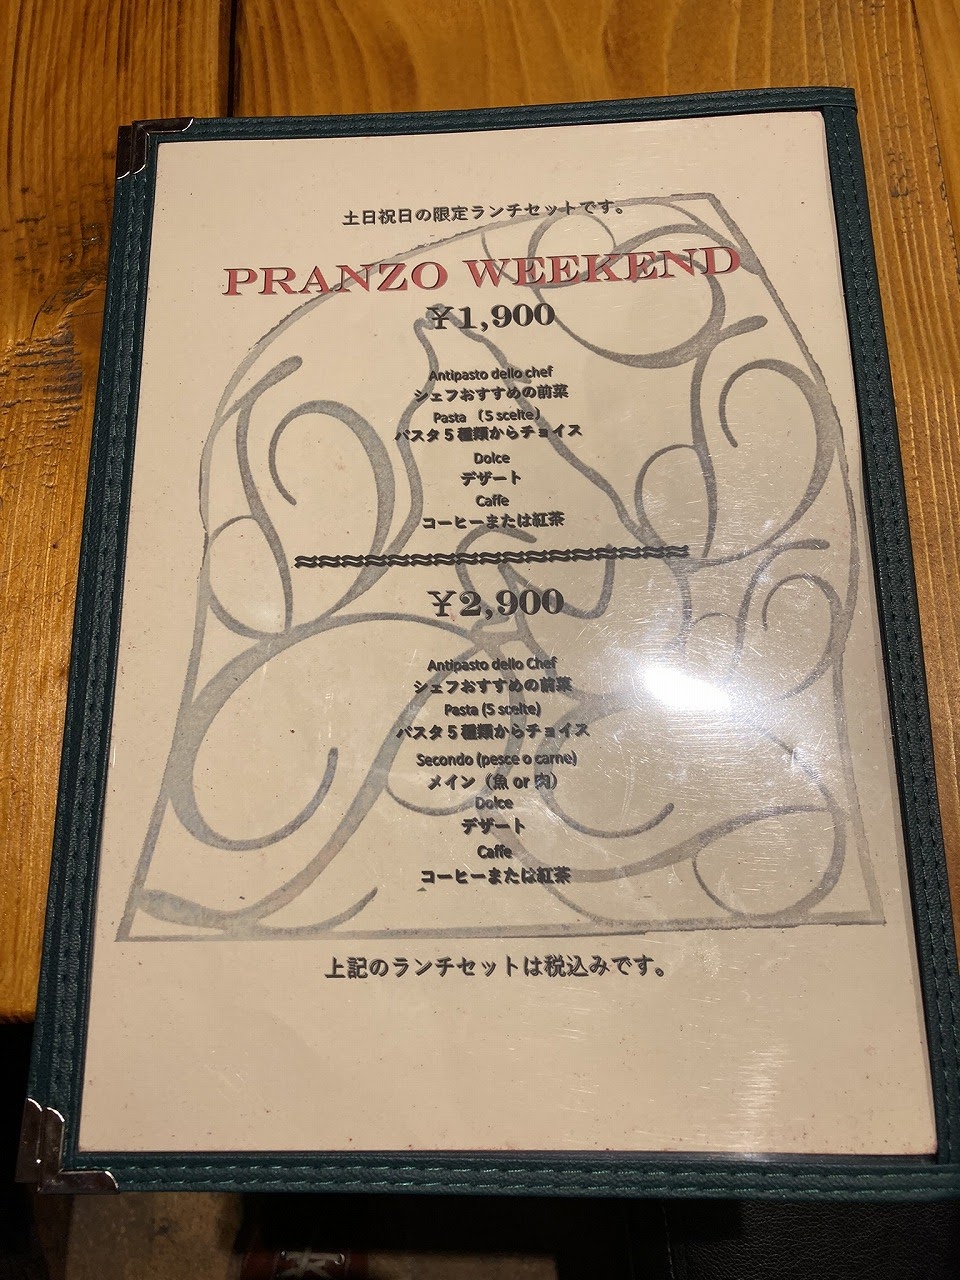 土日祝日の限定ランチセットです。
PRANZO WEEKEND
￥1,900
Antipasto dello chef
シェフおすすめの前菜
Pasta （5 scelte）
パスタ5種類からチョイス
Dolce
デザート
Caffe
コーヒーまたは紅茶
￥2,900
Antipasto dello Chef
シェフおすすめの前菜
Pasta (5 scelte)
パスタ5種類からチョイス
Secondo (pesce o carne)
メイン（魚 or 肉）
Dolce
デザート
Caffe
コーヒーまたは紅茶
上記のランチセットは税込みです。